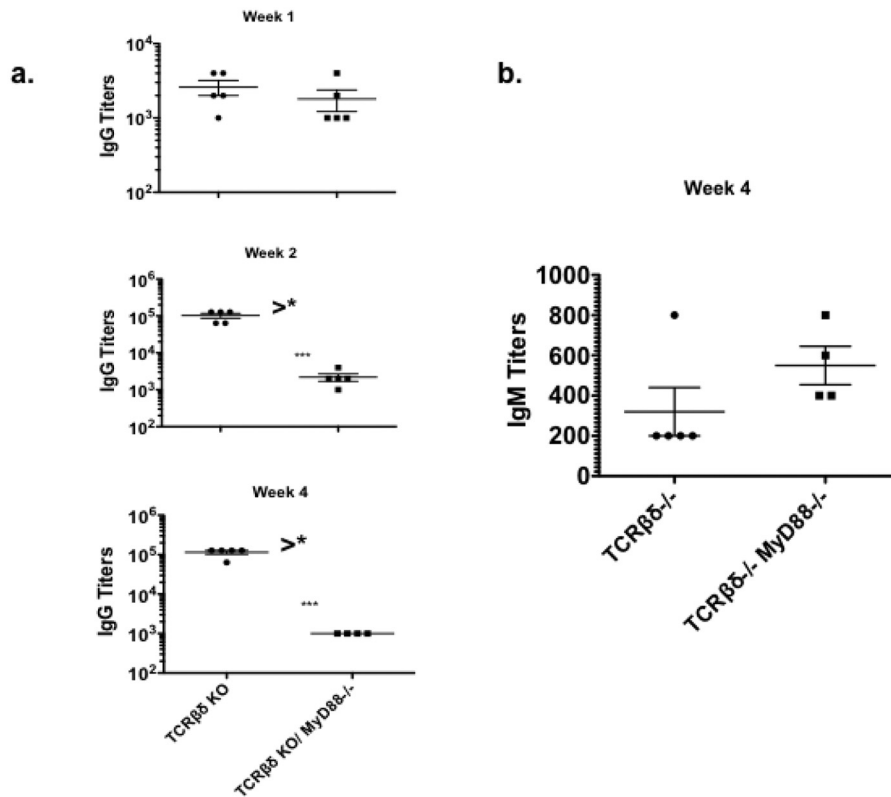 a.
Week 1
IgG Titers
10⁴
10³
10²
Week 2
IgG Titers
10⁶
10⁵
10⁴
10³
10²
>*
***
Week 4
IgG Titers
10⁶
10⁵
10⁴
10³
10²
>*
***
TCRβδ KO
TCRβδ KO/ MyD88-/-
b.
Week 4
IgM Titers
1000
800
600
400
200
0
TCRβδ-/-
TCRβδ-/- MyD88-/-